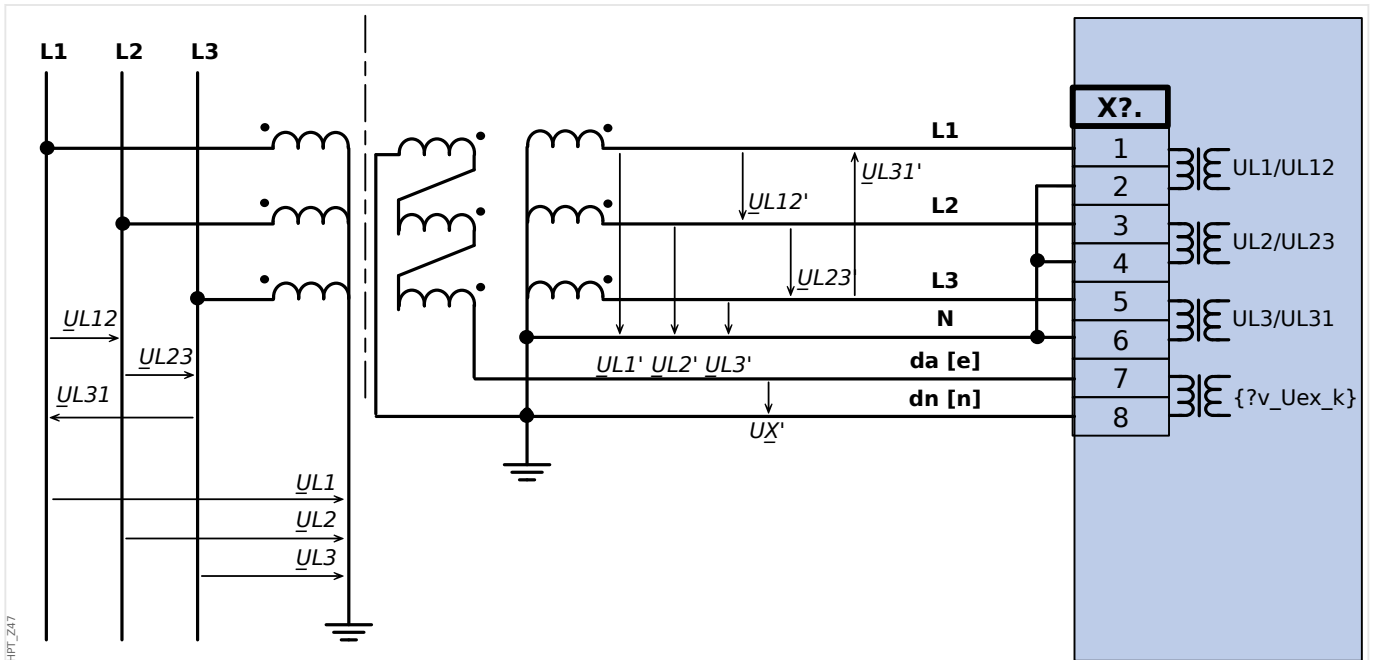 L1 L2 L3
X?.
L1
1
UL31'
UL1/UL12
2
UL12'
L2
3
UL2/UL23
4
UL23'
L3
5
N
UL3/UL31
UL12
6
UL23
da [e]
UL1' UL2' UL3'
7
UL31
dn [n]
{?v_Uex_k}
8
UX'
UL1
UL2
UL3
HPT_Z47